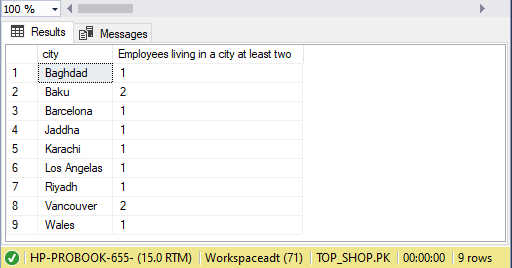 100 %
Results Messages
city Employees living in a city at least two
1 Baghdad 1
2 Baku 2
3 Barcelona 1
4 Jaddha 1
5 Karachi 1
6 Los Angelas 1
7 Riyadh 1
8 Vancouver 2
9 Wales 1
HP-PROBOOK-655- (15.0 RTM) Workspaceadt (71) TOP_SHOP.PK 00:00:00 9 rows